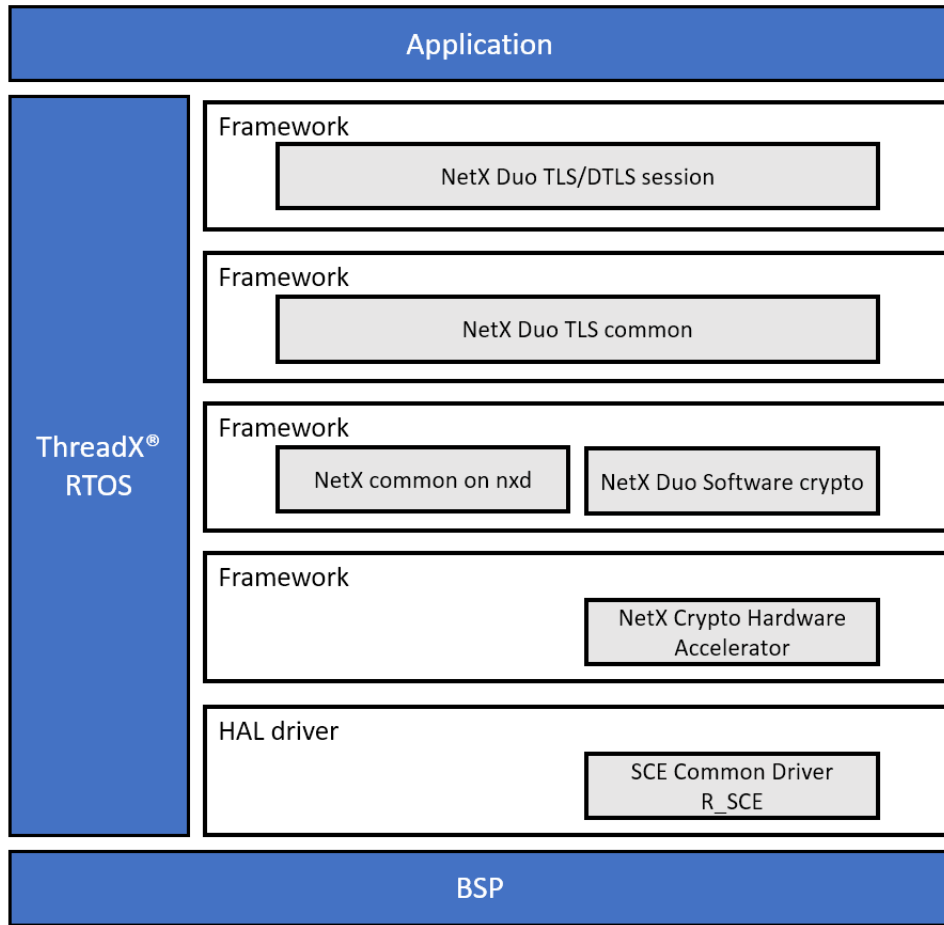 Application
ThreadX®
RTOS
Framework
NetX Duo TLS/DTLS session
Framework
NetX Duo TLS common
Framework
NetX common on nxd
NetX Duo Software crypto
Framework
NetX Crypto Hardware
Accelerator
HAL driver
SCE Common Driver
R_SCE
BSP